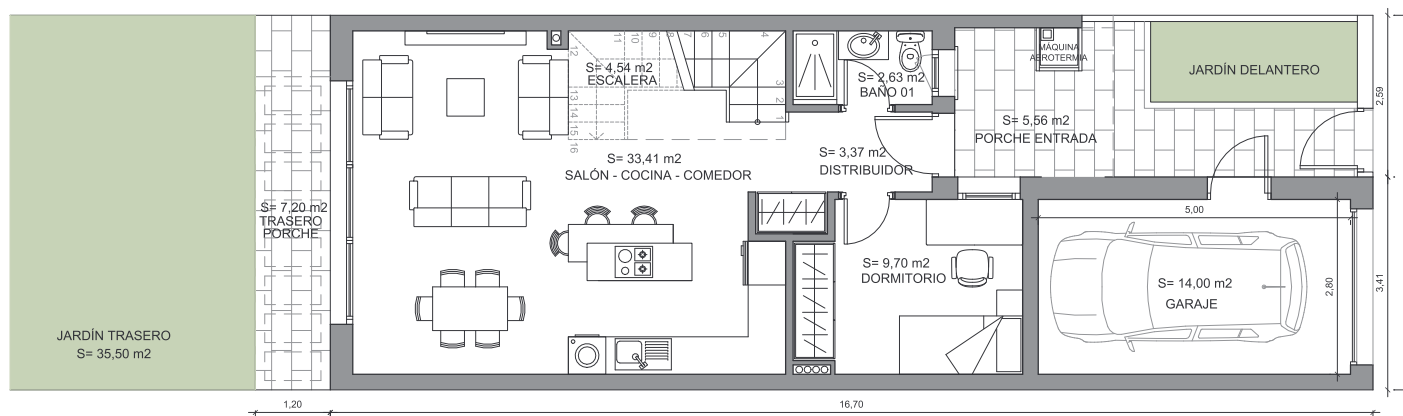 JARDÍN TRASERO
S= 35,50 m2
S= 7,20 m2
TRASERO
PORCHE
S= 4,54 m2
ESCALERA
1
2
3
4
5
6
7
8
9
10
11
12
13
14
15
16
S= 33,41 m2
SALÓN - COCINA - COMEDOR
S= 2,63 m2
BAÑO 01
S= 3,37 m2
DISTRIBUIDOR
S= 9,70 m2
DORMITORIO
MÁQUINA
AEROTERMIA
S= 5,56 m2
PORCHE ENTRADA
JARDÍN DELANTERO
S= 14,00 m2
GARAJE
5,00
2,80
2,59
3,41
1,20
16,70